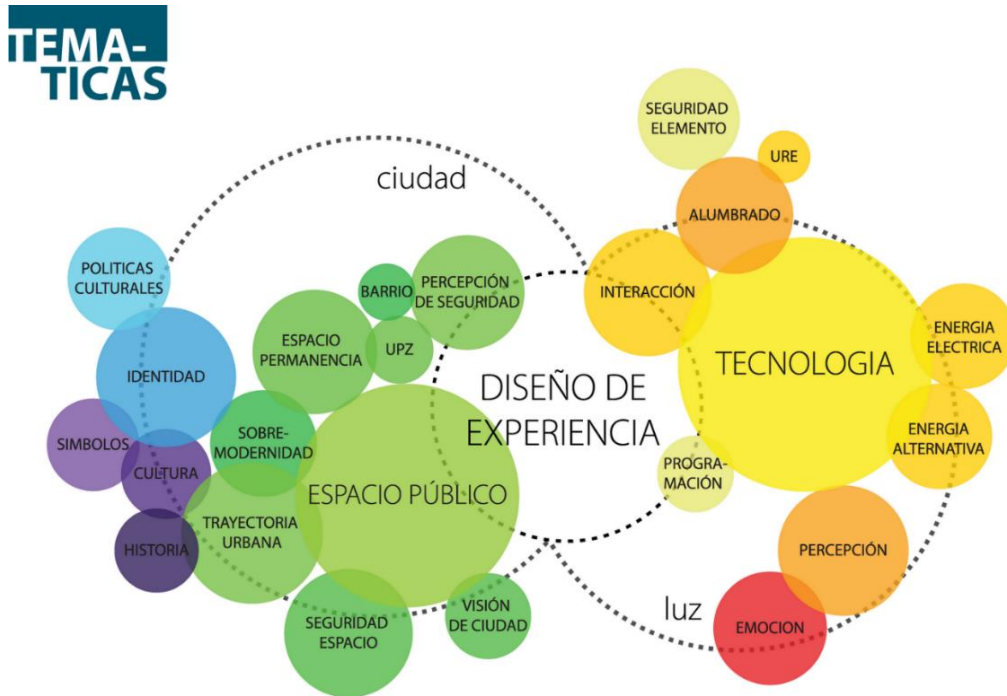 TEMA-
TICAS
ciudad
SEGURIDAD
ELEMENTO
URE
ALUMBRADO
POLITICAS
CULTURALES
BARRIO
PERCEPCIÓN
DE SEGURIDAD
INTERACCIÓN
ESPACIO
PERMANENCIA
UPZ
ENERGIA
ELECTRICA
IDENTIDAD
DISEÑO DE
EXPERIENCIA
TECNOLOGIA
SIMBOLOS
SOBRE-
MODERNIDAD
ENERGIA
ALTERNATIVA
CULTURA
PROGRA-
MACIÓN
ESPACIO PÚBLICO
HISTORIA
TRAYECTORIA
URBANA
PERCEPCIÓN
SEGURIDAD
ESPACIO
VISIÓN
DE CIUDAD
luz
EMOCION